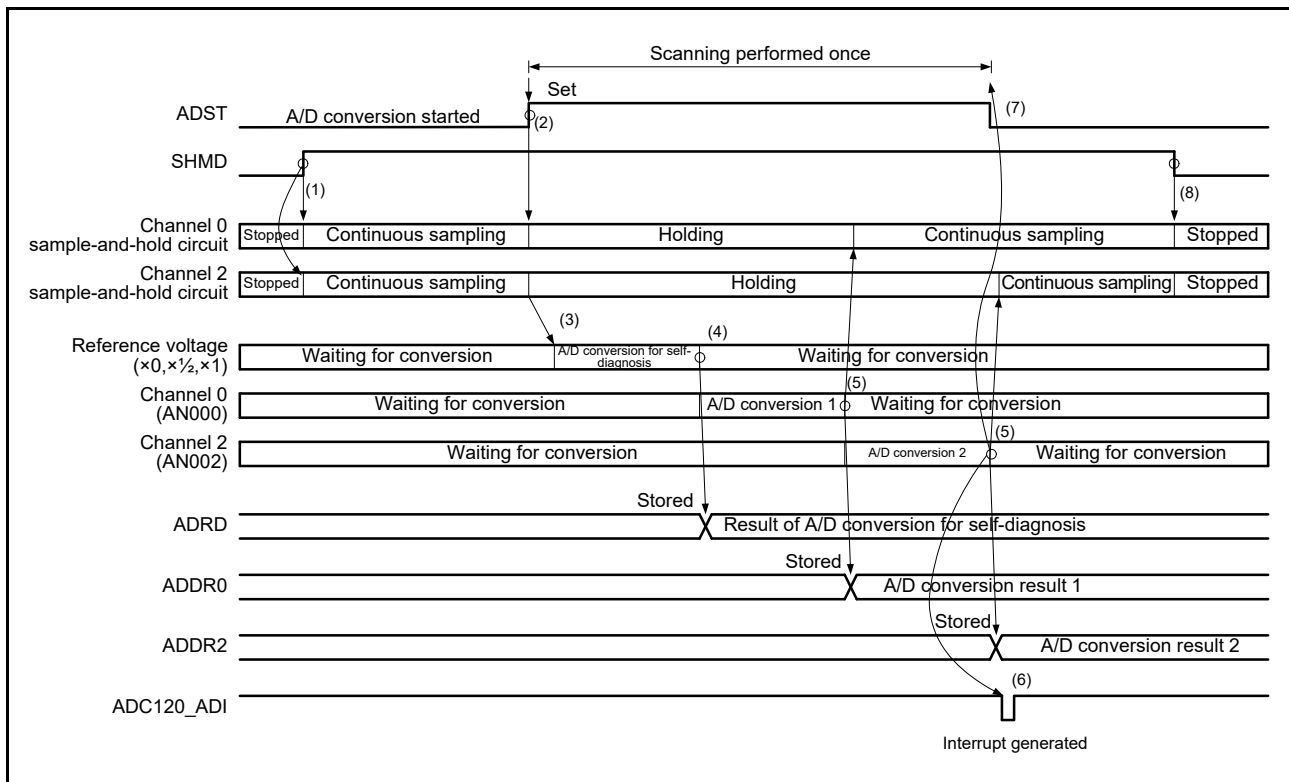 Scanning performed once
ADST
A/D conversion started
Set
(2)
(7)
SHMD
(1)
(8)
Channel 0
sample-and-hold circuit
Stopped
Continuous sampling
Holding
Continuous sampling
Stopped
Channel 2
sample-and-hold circuit
Stopped
Continuous sampling
Holding
Continuous sampling
Stopped
(3)
(4)
Reference voltage
(×0,×½,×1)
Waiting for conversion
A/D conversion for self-
diagnosis
Waiting for conversion
Channel 0
(AN000)
Waiting for conversion
A/D conversion 1
(5)
Waiting for conversion
Channel 2
(AN002)
Waiting for conversion
A/D conversion 2
(5)
Waiting for conversion
ADRD
Stored
Result of A/D conversion for self-diagnosis
ADDR0
Stored
A/D conversion result 1
ADDR2
Stored
A/D conversion result 2
ADC120_ADI
(6)
Interrupt generated